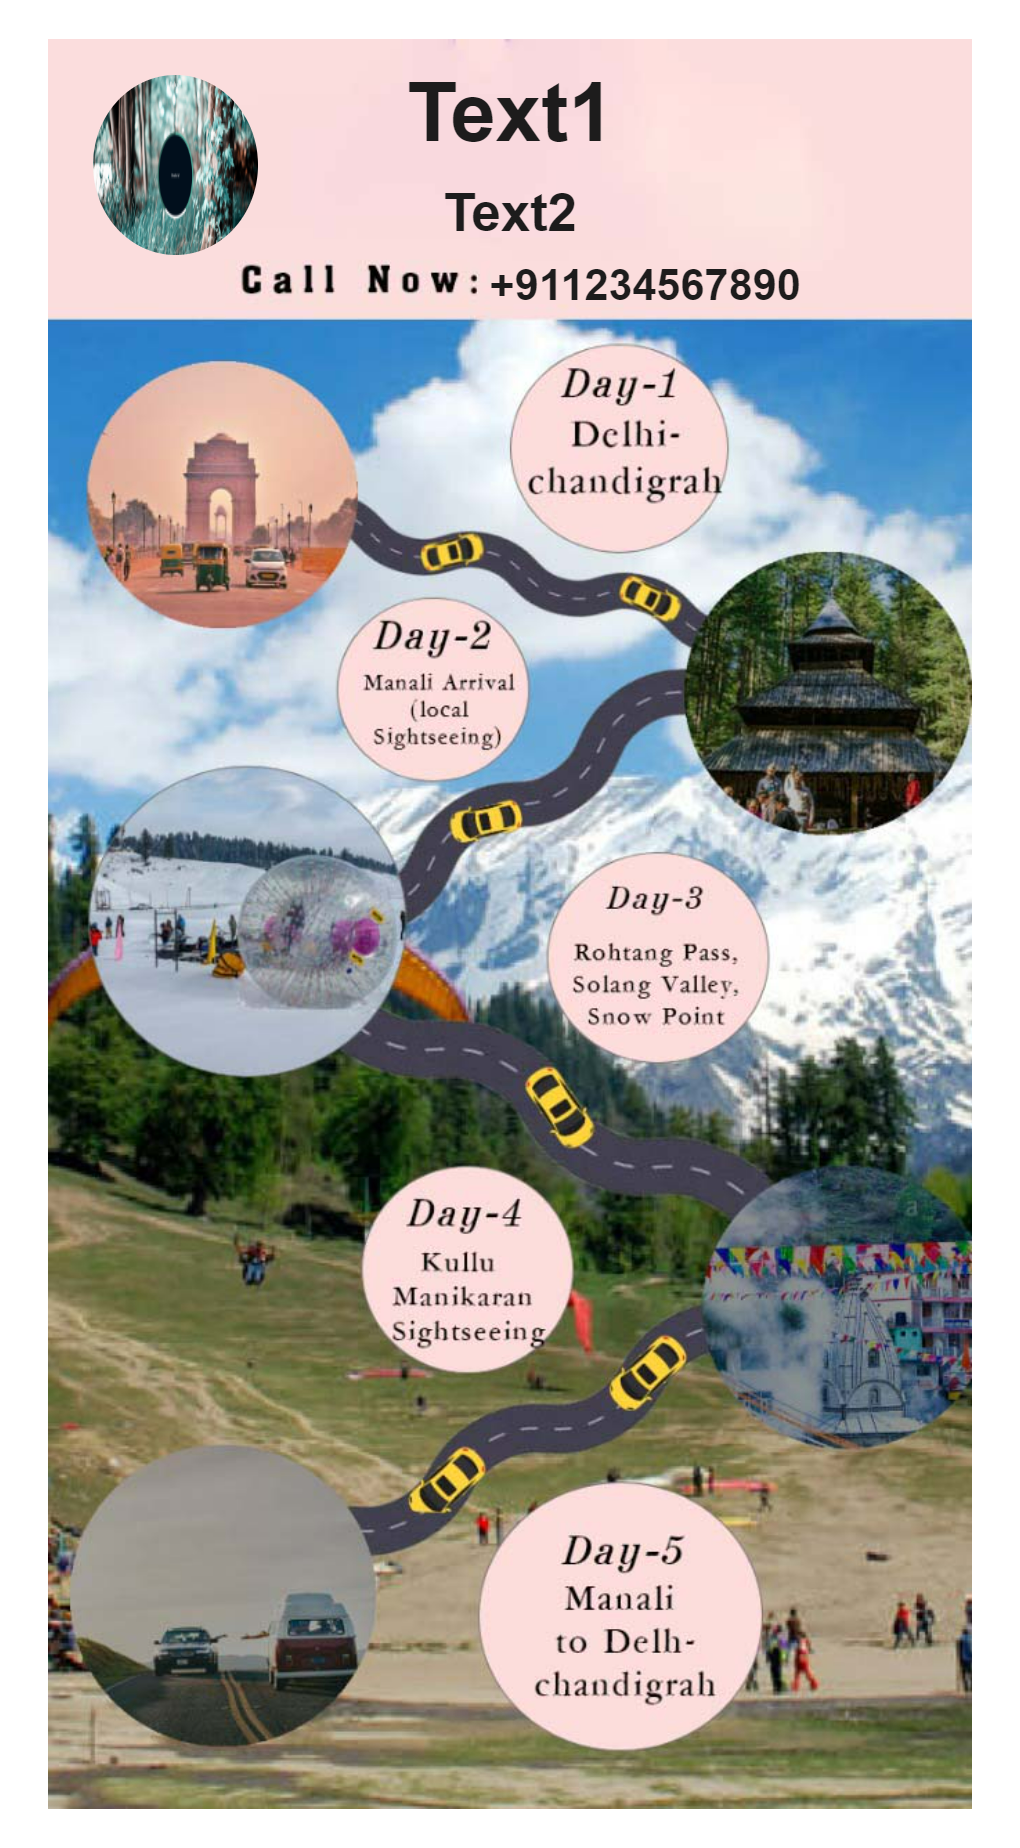 Text1
Text2
Call Now: +911234567890
Day-1
Delhi-
chandigrah
Day-2
Manali Arrival
(local
Sightseeing)
Day-3
Rohtang Pass,
Solang Valley,
Snow Point
Day-4
Kullu
Manikaran
Sightseeing
Day-5
Manali
to Delh-
chandigrah